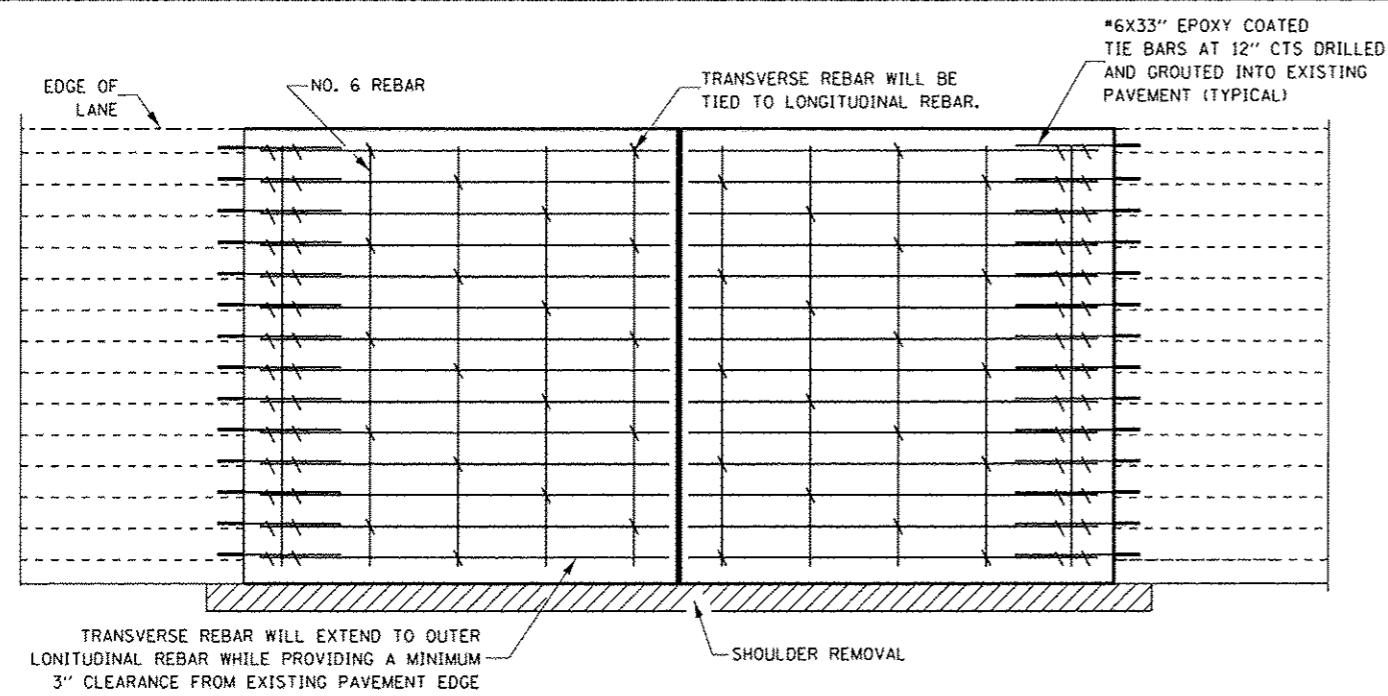 #6X33" EPOXY COATED
TIE BARS AT 12" CTS DRILLED
AND GROUTED INTO EXISTING
PAVEMENT (TYPICAL)
EDGE OF
LANE
NO. 6 REBAR
TRANSVERSE REBAR WILL BE
TIED TO LONGITUDINAL REBAR.
TRANSVERSE REBAR WILL EXTEND TO OUTER
LONITUDINAL REBAR WHILE PROVIDING A MINIMUM
3" CLEARANCE FROM EXISTING PAVEMENT EDGE
SHOULDER REMOVAL